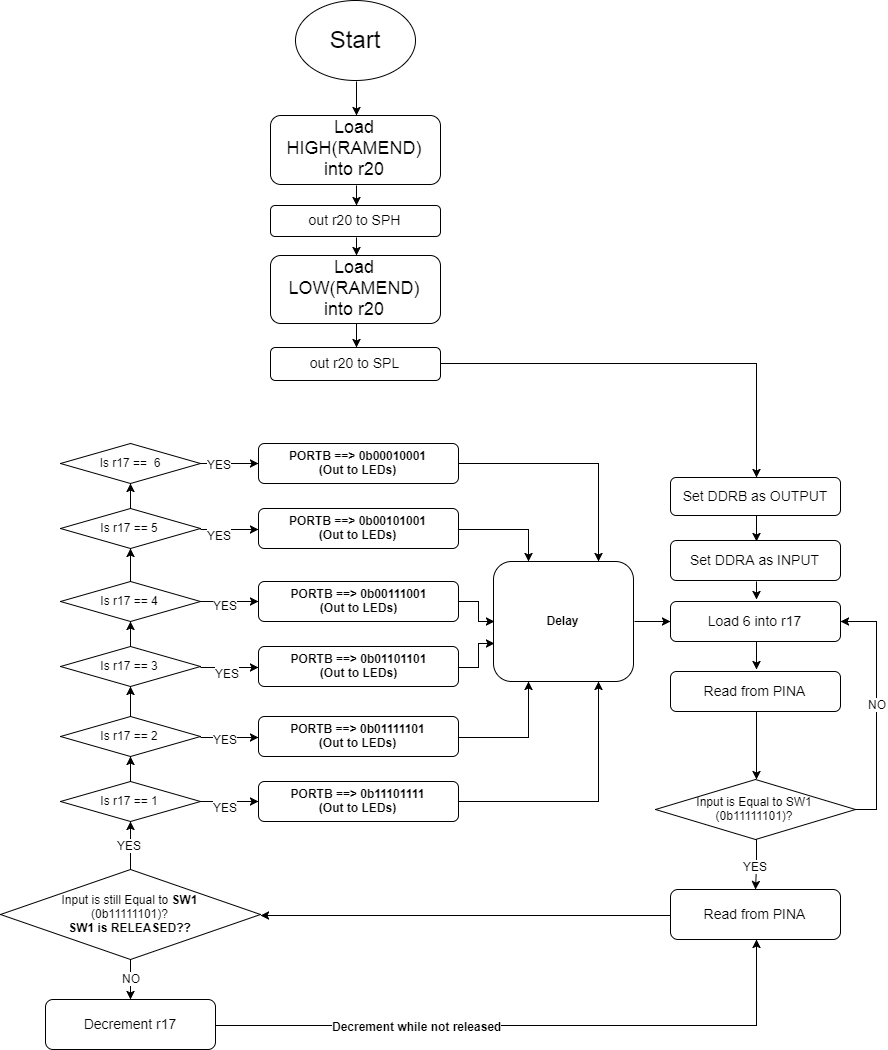 Start
Load
HIGH(RAMEND)
into r20
out r20 to SPH
Load
LOW(RAMEND)
into r20
out r20 to SPL
Is r17 ==  6
YES
PORTB ==> 0b00010001
(Out to LEDs)
Is r17 == 5
YES
PORTB ==> 0b00101001
(Out to LEDs)
Is r17 == 4
YES
PORTB ==> 0b00111001
(Out to LEDs)
Is r17 == 3
YES
PORTB ==> 0b01101101
(Out to LEDs)
Is r17 == 2
YES
PORTB ==> 0b01111101
(Out to LEDs)
Is r17 == 1
YES
PORTB ==> 0b11101111
(Out to LEDs)
Delay
Set DDRB as OUTPUT
Set DDRA as INPUT
Load 6 into r17
Read from PINA
NO
Input is Equal to SW1
(0b11111101)?
YES
Read from PINA
YES
Input is still Equal to SW1
(0b11111101)?
SW1 is RELEASED??
NO
Decrement r17
Decrement while not released